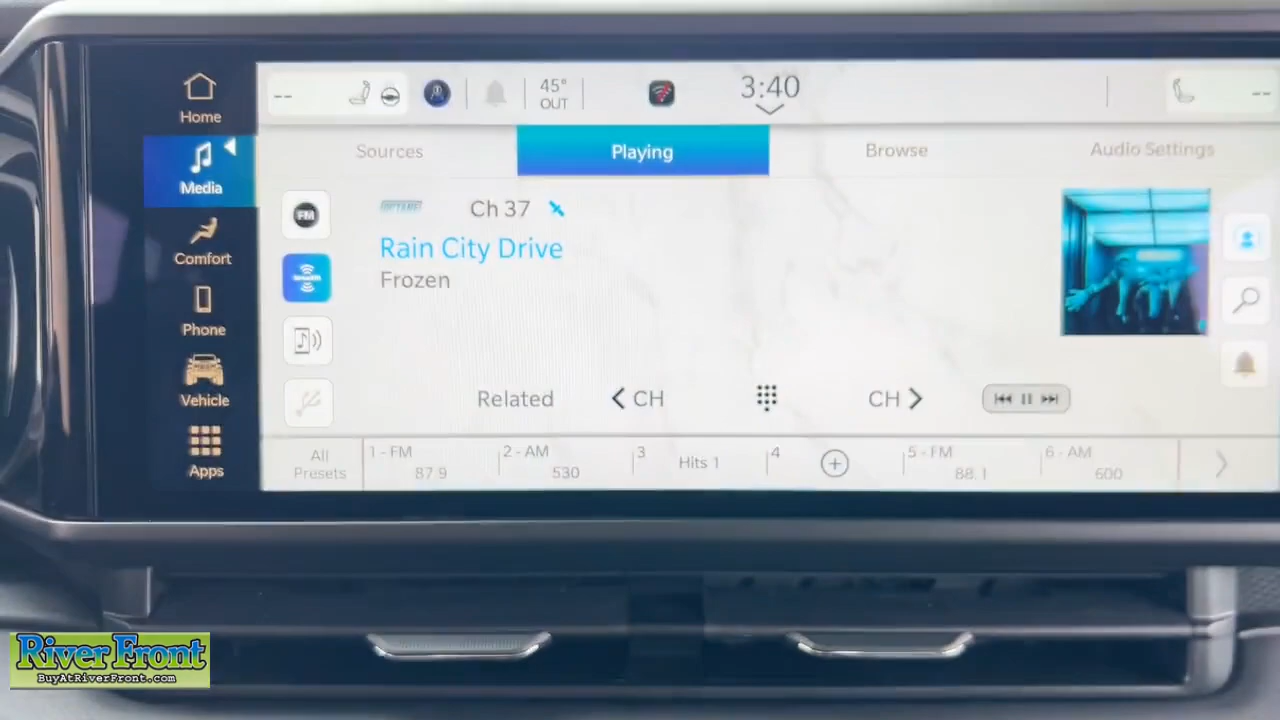 Home
Media
Comfort
Phone
Vehicle
Apps
-- 45° OUT 3:40 --
Sources Playing Browse Audio Settings
FM
OCTANE Ch 37
Rain City Drive
Frozen
Related CH CH
All Presets
1 - FM 87.9
2 - AM 530
3 Hits 1
4
5 - FM 88.1
6 - AM 600
River Front
BuyAtRiverFront.com